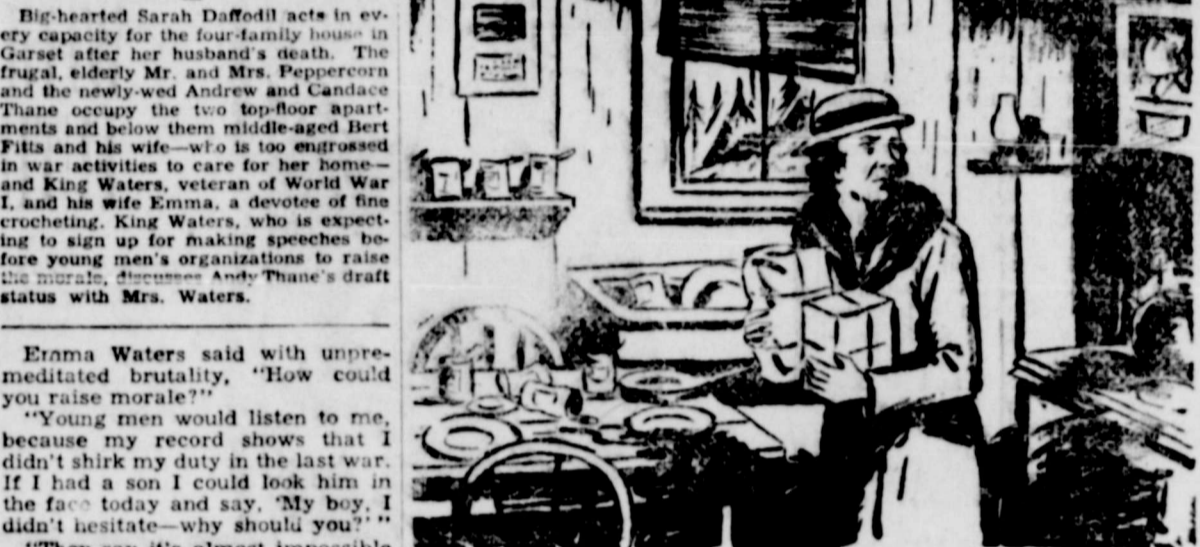 Big-hearted Sarah Daffodil acts in ev-
ery capacity for the four-family house in
Garset after her husband's death. The
frugal, elderly Mr. and Mrs. Peppercorn
and the newly-wed Andrew and Candace
Thane occupy the two top-floor apart-
ments and below them middle-aged Bert
Fitts and his wife—who is too engrossed
in war activities to care for her home—
and King Waters, veteran of World War
I, and his wife Emma, a devotee of fine
crocheting. King Waters, who is expect-
ing to sign up for making speeches be-
fore young men's organizations to raise
the morale, discusses Andy Thane's draft
status with Mrs. Waters.
Emma Waters said with unpre-
meditated brutality, "How could
you raise morale?"
"Young men would listen to me,
because my record shows that I
didn't shirk my duty in the last war.
If I had a son I could look him in
the face today and say, 'My boy, I
didn't hesitate—why should you?'"
"They say it's almost impossible